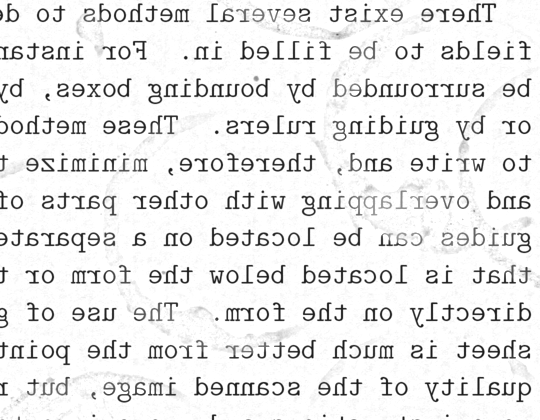 There exist several methods to de
fields to be filled in. For instan
be surrounded by bounding boxes, by
or by guiding rulers. These method
to write and, therefore, minimize t
and overlapping with other parts of
guides can be located on a separate
that is located below the form or t
directly on the form. The use of g
sheet is much better from the point
quality of the scanned image, but r